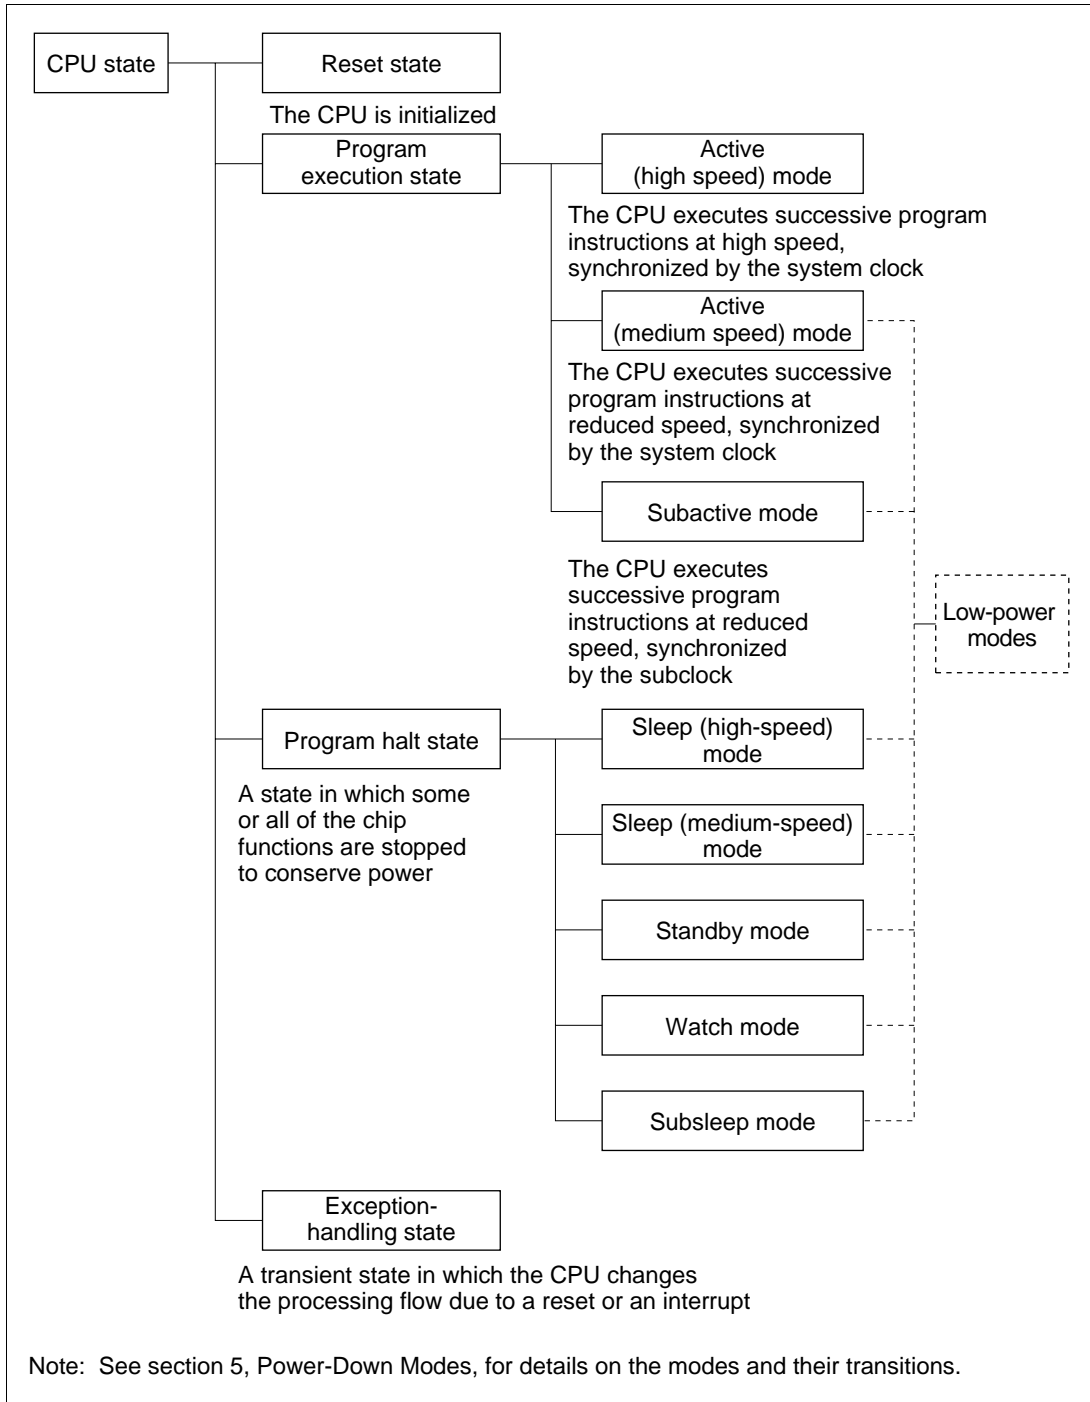 CPU state
Reset state
The CPU is initialized
Program
execution state
Active
(high speed) mode
The CPU executes successive program
instructions at high speed,
synchronized by the system clock
Active
(medium speed) mode
The CPU executes successive
program instructions at
reduced speed, synchronized
by the system clock
Subactive mode
The CPU executes
successive program
instructions at reduced
speed, synchronized
by the subclock
Low-power
modes
Program halt state
A state in which some
or all of the chip
functions are stopped
to conserve power
Sleep (high-speed)
mode
Sleep (medium-speed)
mode
Standby mode
Watch mode
Subsleep mode
Exception-
handling state
A transient state in which the CPU changes
the processing flow due to a reset or an interrupt
Note: See section 5, Power-Down Modes, for details on the modes and their transitions.